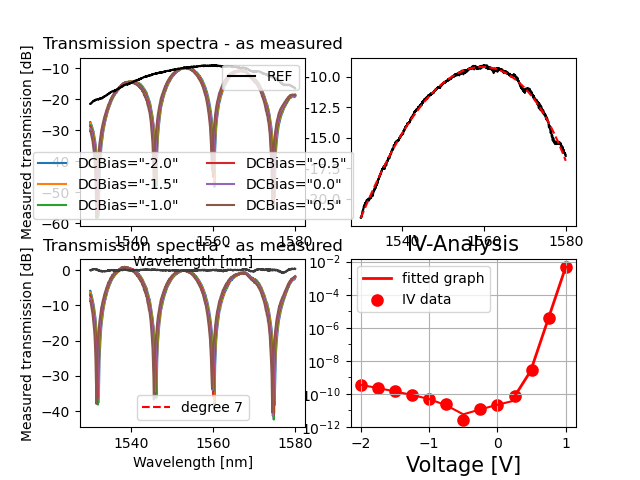 Transmission spectra - as measured
Measured transmission [dB]
−10
−20
−30
−40
−50
−60
REF
DCBias="-2.0"
DCBias="-1.5"
DCBias="-1.0"
DCBias="-0.5"
DCBias="0.0"
DCBias="0.5"
1540
1560
1580
Wavelength [nm]
−10.0
−12.5
−15.0
−17.5
−20.0
1540
1560
1580
Transmission spectra - as measured
Measured transmission [dB]
0
−10
−20
−30
−40
degree 7
1540
1560
1580
Wavelength [nm]
IV-Analysis
fitted graph
IV data
10−2
10−4
10−6
10−8
10−10
10−12
−2
−1
0
1
Voltage [V]